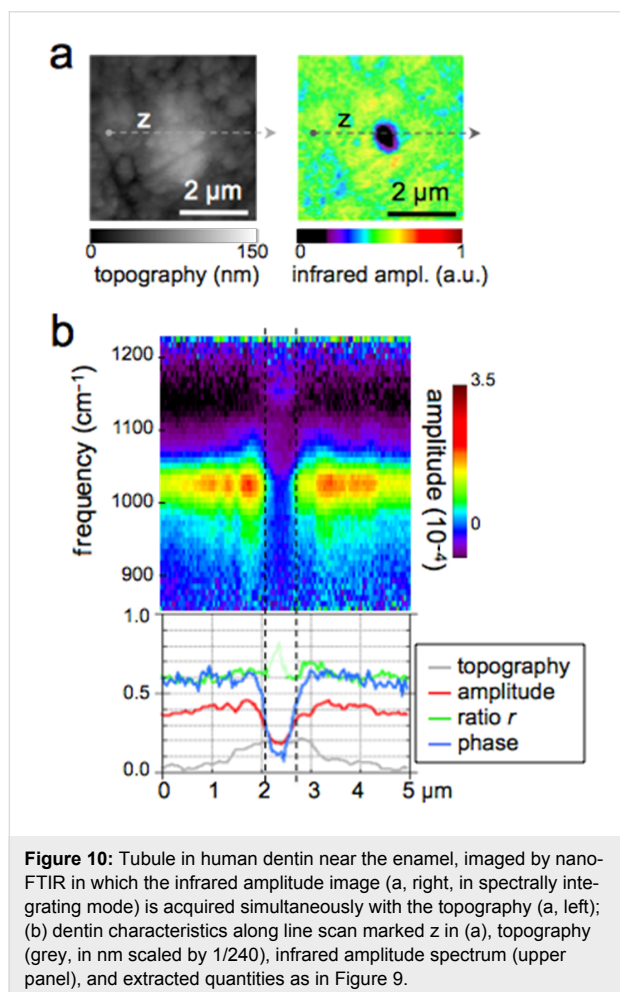 a
z
z
2 µm
2 µm
0
150
0
1
topography (nm)
infrared ampl. (a.u.)
b
frequency (cm⁻¹)
1200
1100
1000
900
3.5
0
amplitude (10⁻⁴)
1.0
0.5
0.0
0
1
2
3
4
5
µm
topography
amplitude
ratio r
phase
Figure 10: Tubule in human dentin near the enamel, imaged by nano-
FTIR in which the infrared amplitude image (a, right, in spectrally inte-
grating mode) is acquired simultaneously with the topography (a, left);
(b) dentin characteristics along line scan marked z in (a), topography
(grey, in nm scaled by 1/240), infrared amplitude spectrum (upper
panel), and extracted quantities as in Figure 9.